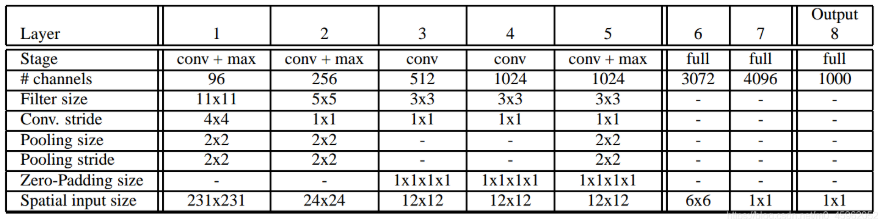 Output
Layer 1 2 3 4 5 6 7 8
Stage conv + max conv + max conv conv conv + max full full full
# channels 96 256 512 1024 1024 3072 4096 1000
Filter size 11x11 5x5 3x3 3x3 3x3 - - -
Conv. stride 4x4 1x1 1x1 1x1 1x1 - - -
Pooling size 2x2 2x2 - - 2x2 - - -
Pooling stride 2x2 2x2 - - 2x2 - - -
Zero-Padding size - - 1x1x1x1 1x1x1x1 1x1x1x1 - - -
Spatial input size 231x231 24x24 12x12 12x12 12x12 6x6 1x1 1x1